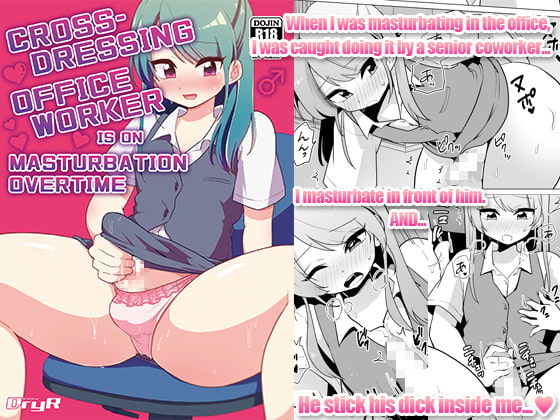 CROSS-
DRESSING
OFFICE
WORKER
IS ON
MASTURBATION
OVERTIME
DOJIN
R18
DryR
When I was masturbating in the office,
I was caught doing it by a senior coworker...
I masturbate in front of him.
AND...
He stick his dick inside me...♥